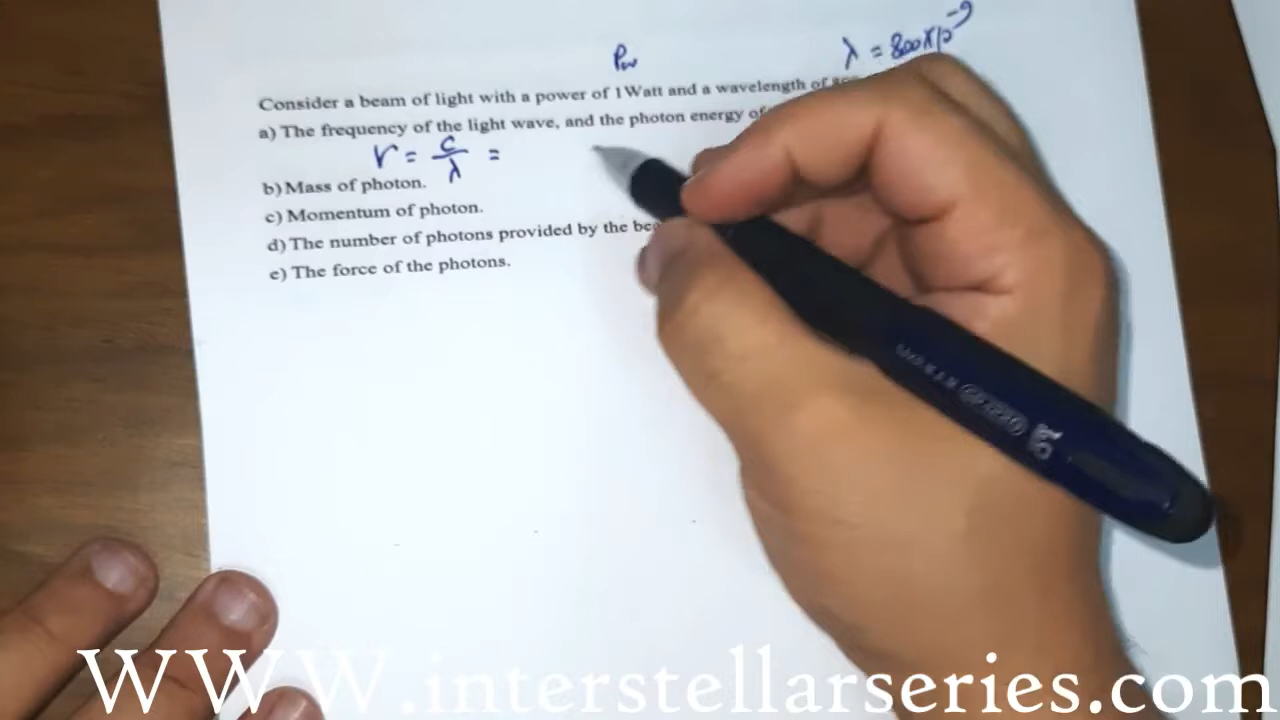 Pw
λ = 800×10⁻⁹
Consider a beam of light with a power of 1Watt and a wavelength of
a) The frequency of the light wave, and the photon energy of
ν = c/λ =
b) Mass of photon.
c) Momentum of photon.
d) The number of photons provided by the
e) The force of the photons.
WWW.interstellarseries.com